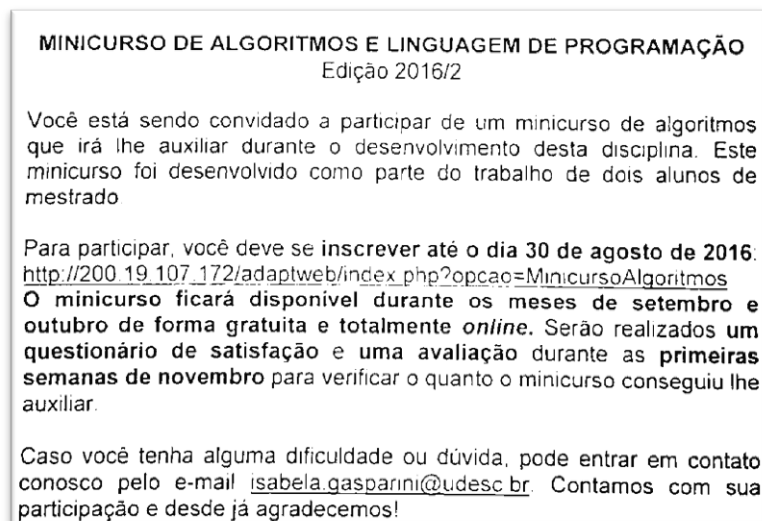 MINICURSO DE ALGORITMOS E LINGUAGEM DE PROGRAMAÇÃO
Edição 2016/2
Você está sendo convidado a participar de um minicurso de algoritmos
que irá lhe auxiliar durante o desenvolvimento desta disciplina. Este
minicurso foi desenvolvido como parte do trabalho de dois alunos de
mestrado.
Para participar, você deve se inscrever até o dia 30 de agosto de 2016:
http://200.19.107.172/adaptweb/index.php?opcao=MinicursoAlgoritmos
O minicurso ficará disponível durante os meses de setembro e
outubro de forma gratuita e totalmente online. Serão realizados um
questionário de satisfação e uma avaliação durante as primeiras
semanas de novembro para verificar o quanto o minicurso conseguiu lhe
auxiliar.
Caso você tenha alguma dificuldade ou dúvida, pode entrar em contato
conosco pelo e-mail isabela.gasparini@udesc.br. Contamos com sua
participação e desde já agradecemos!